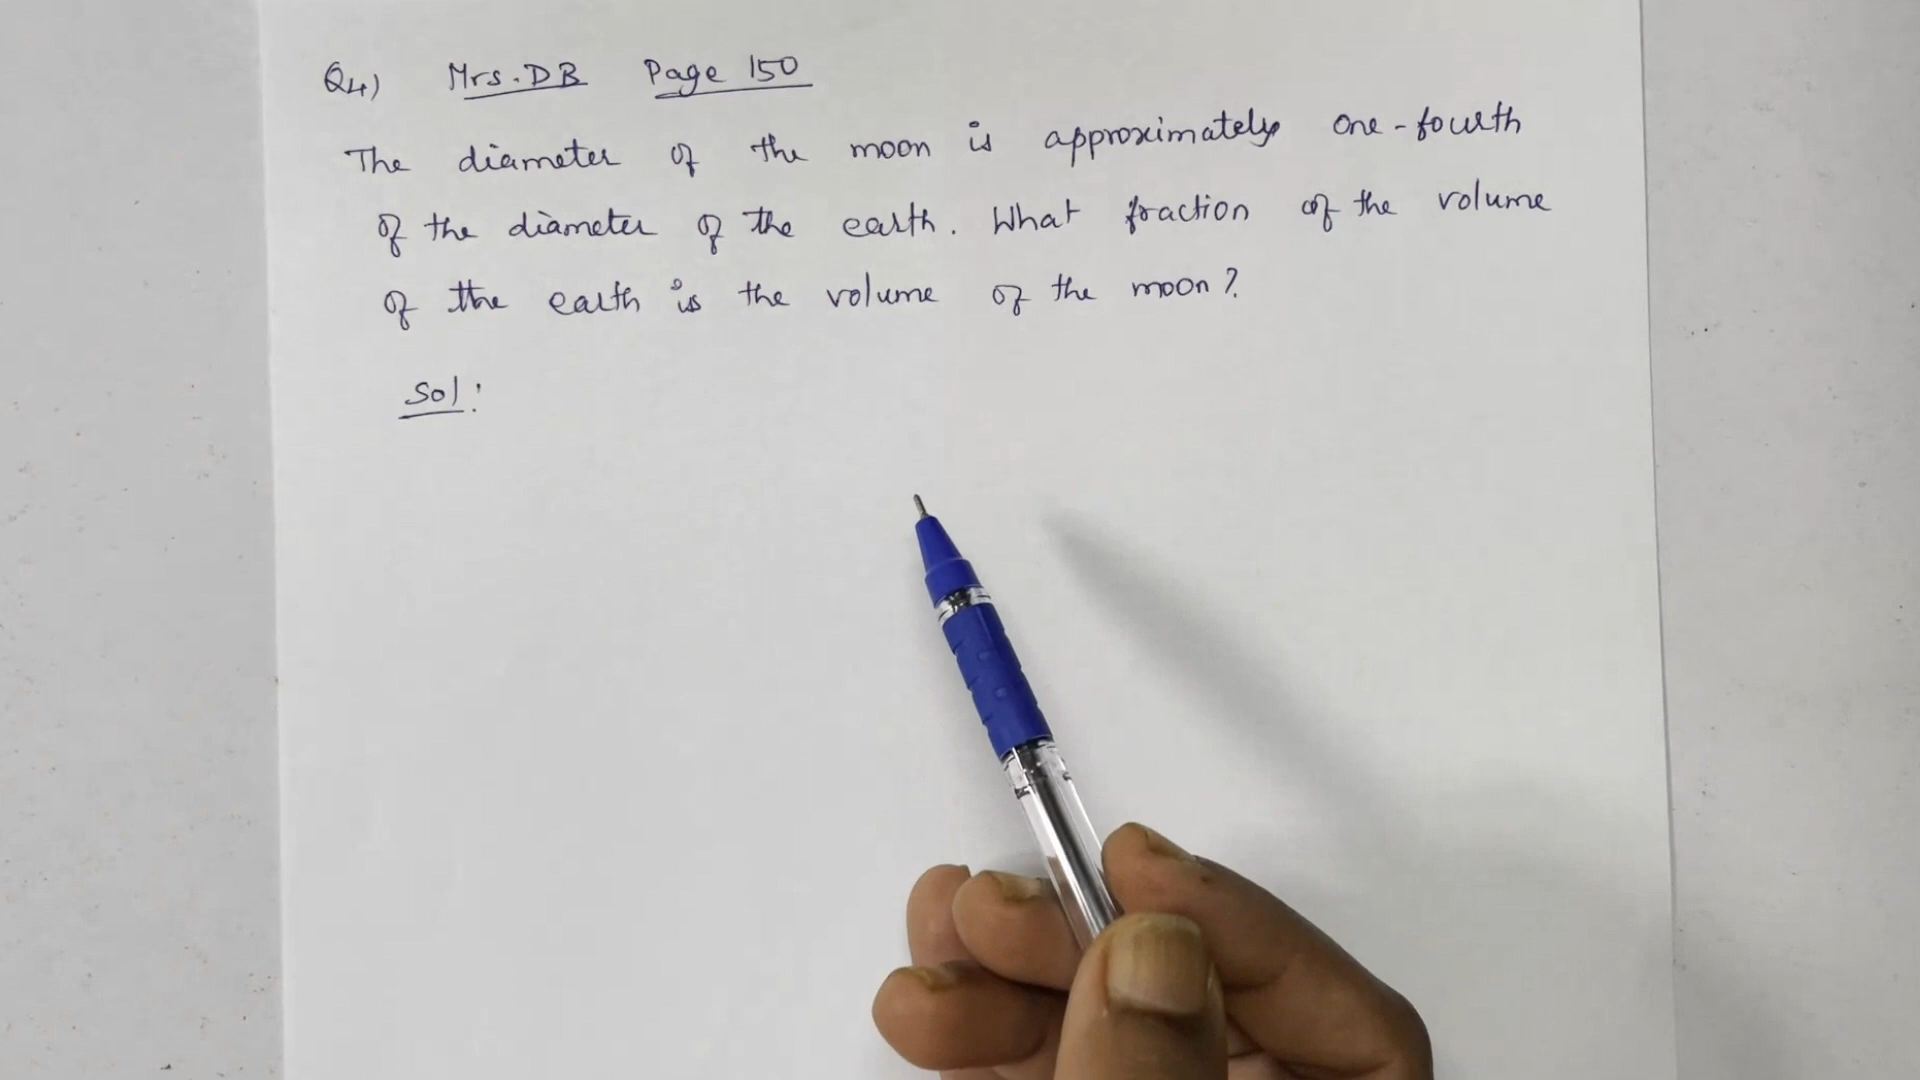 Q4) Mrs.DB Page 150
The diameter of the moon is approximately one-fourth
of the diameter of the earth. What fraction of the volume
of the earth is the volume of the moon?
Sol: